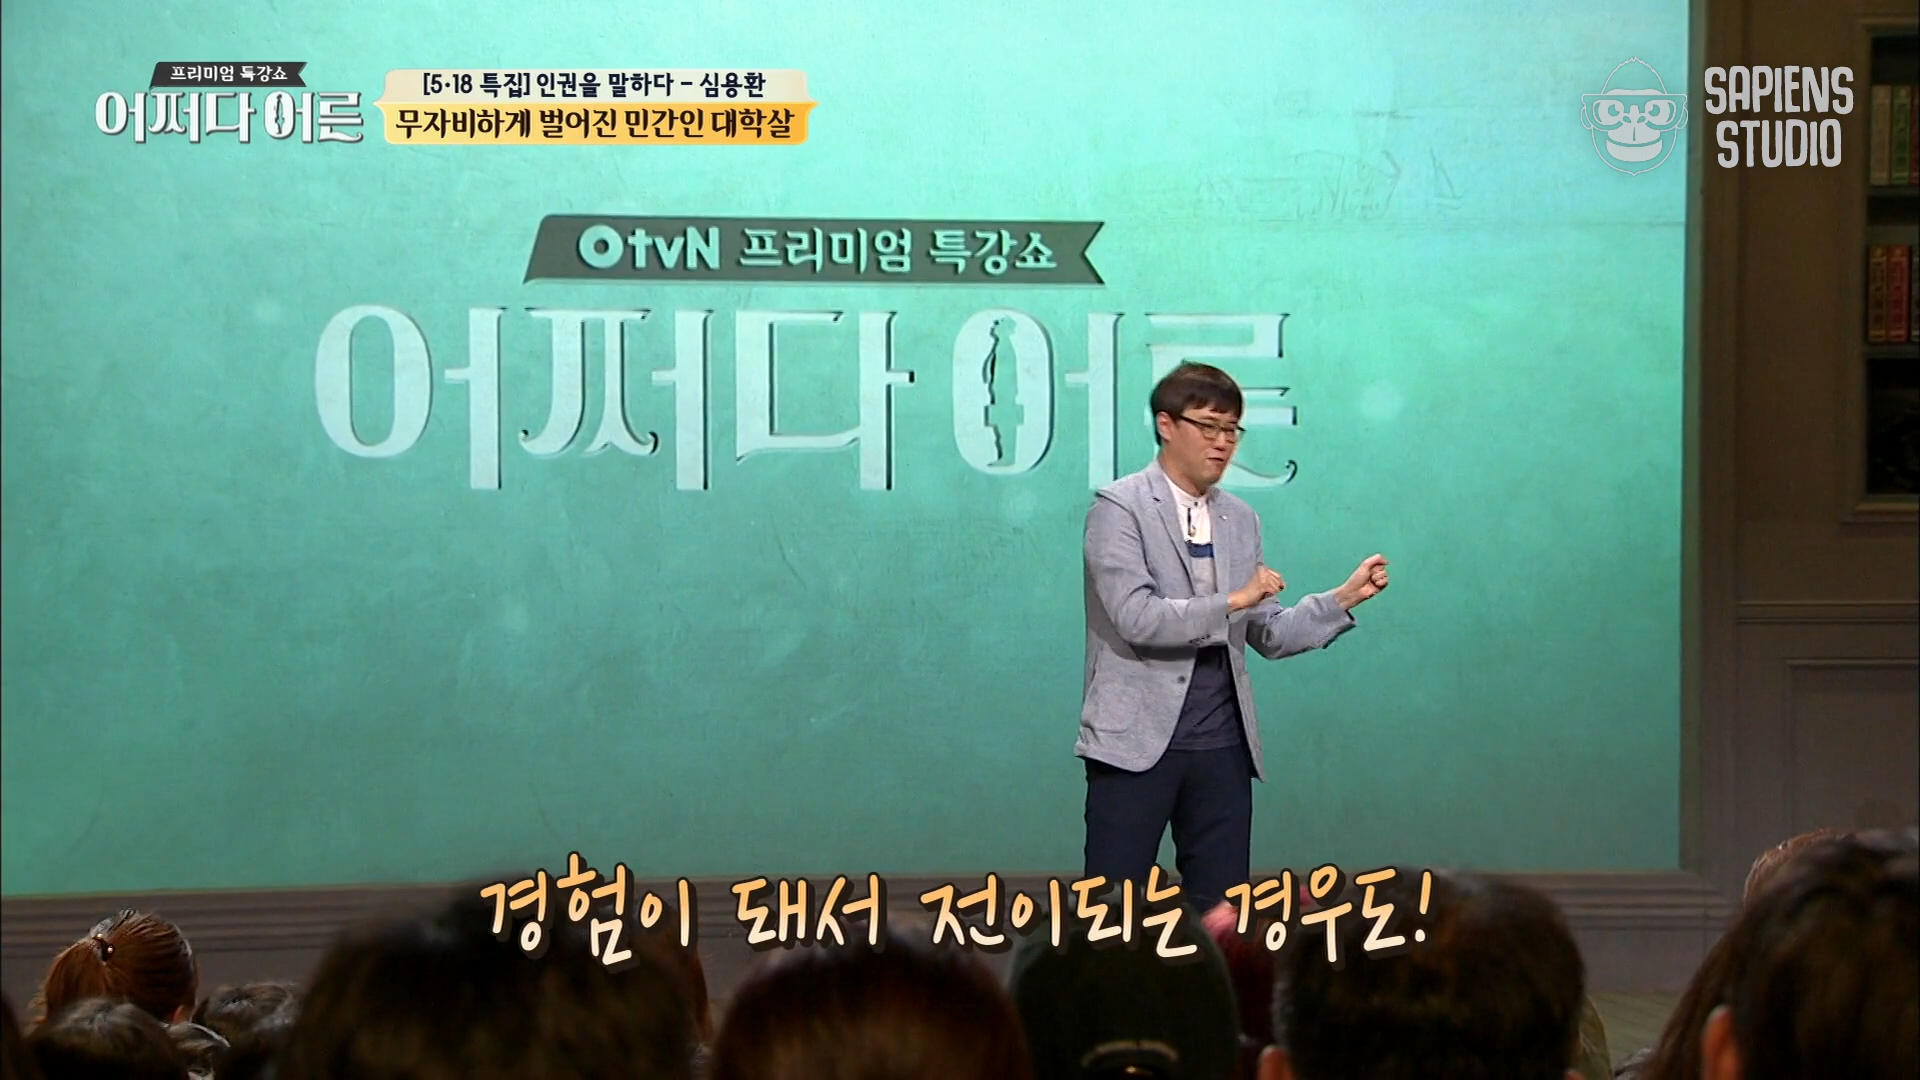 프리미엄 특강쇼
어쩌다 어른
[5·18 특집] 인권을 말하다 - 심용환
무자비하게 벌어진 민간인 대학살
SAPIENS
STUDIO
OtvN 프리미엄 특강쇼
어쩌다 어른
경험이 돼서 전이되는 경우도!